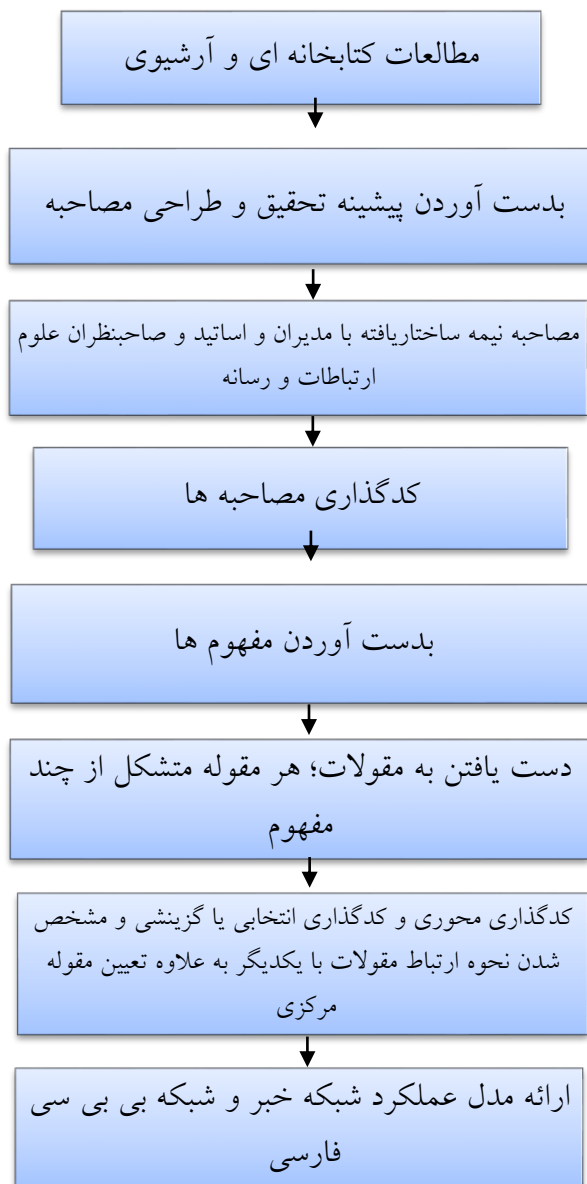 مطالعات کتابخانه ای و آرشیوی
بدست آوردن پیشینه تحقیق و طراحی مصاحبه
مصاحبه نیمه ساختاریافته با مدیران و اساتید و صاحبنظران علوم
ارتباطات و رسانه
کدگذاری مصاحبه ها
بدست آوردن مفهوم ها
دست یافتن به مقولات؛ هر مقوله متشکل از چند
مفهوم
کدگذاری محوری و کدگذاری انتخابی یا گزینشی و مشخص
شدن نحوه ارتباط مقولات با یکدیگر به علاوه تعیین مقوله
مرکزی
ارائه مدل عملکرد شبکه خبر و شبکه بی بی سی
فارسی